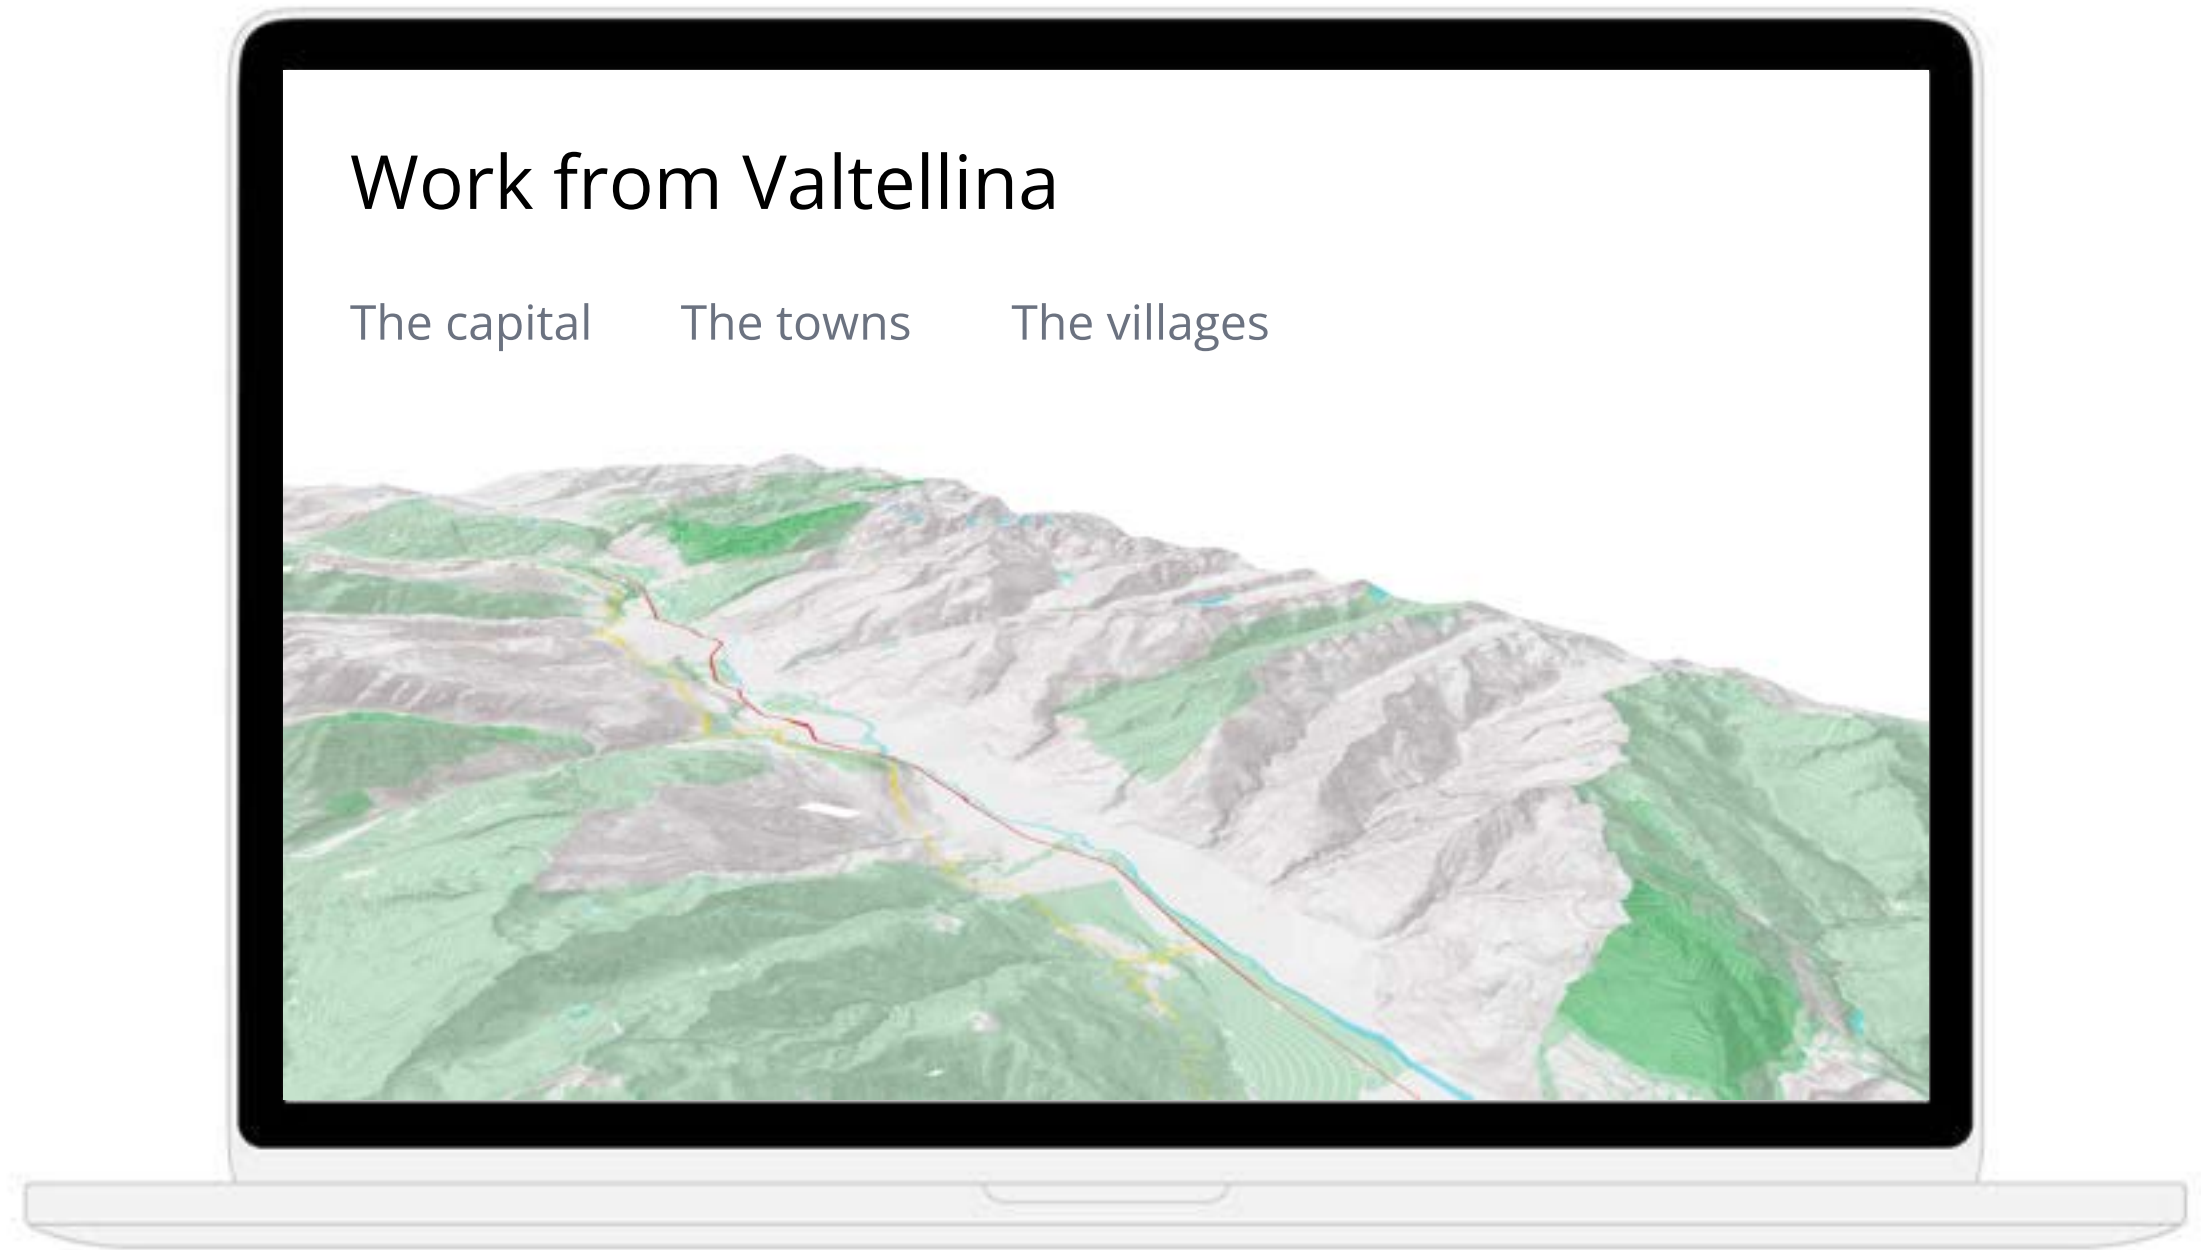 Work from Valtellina
The capital The towns The villages